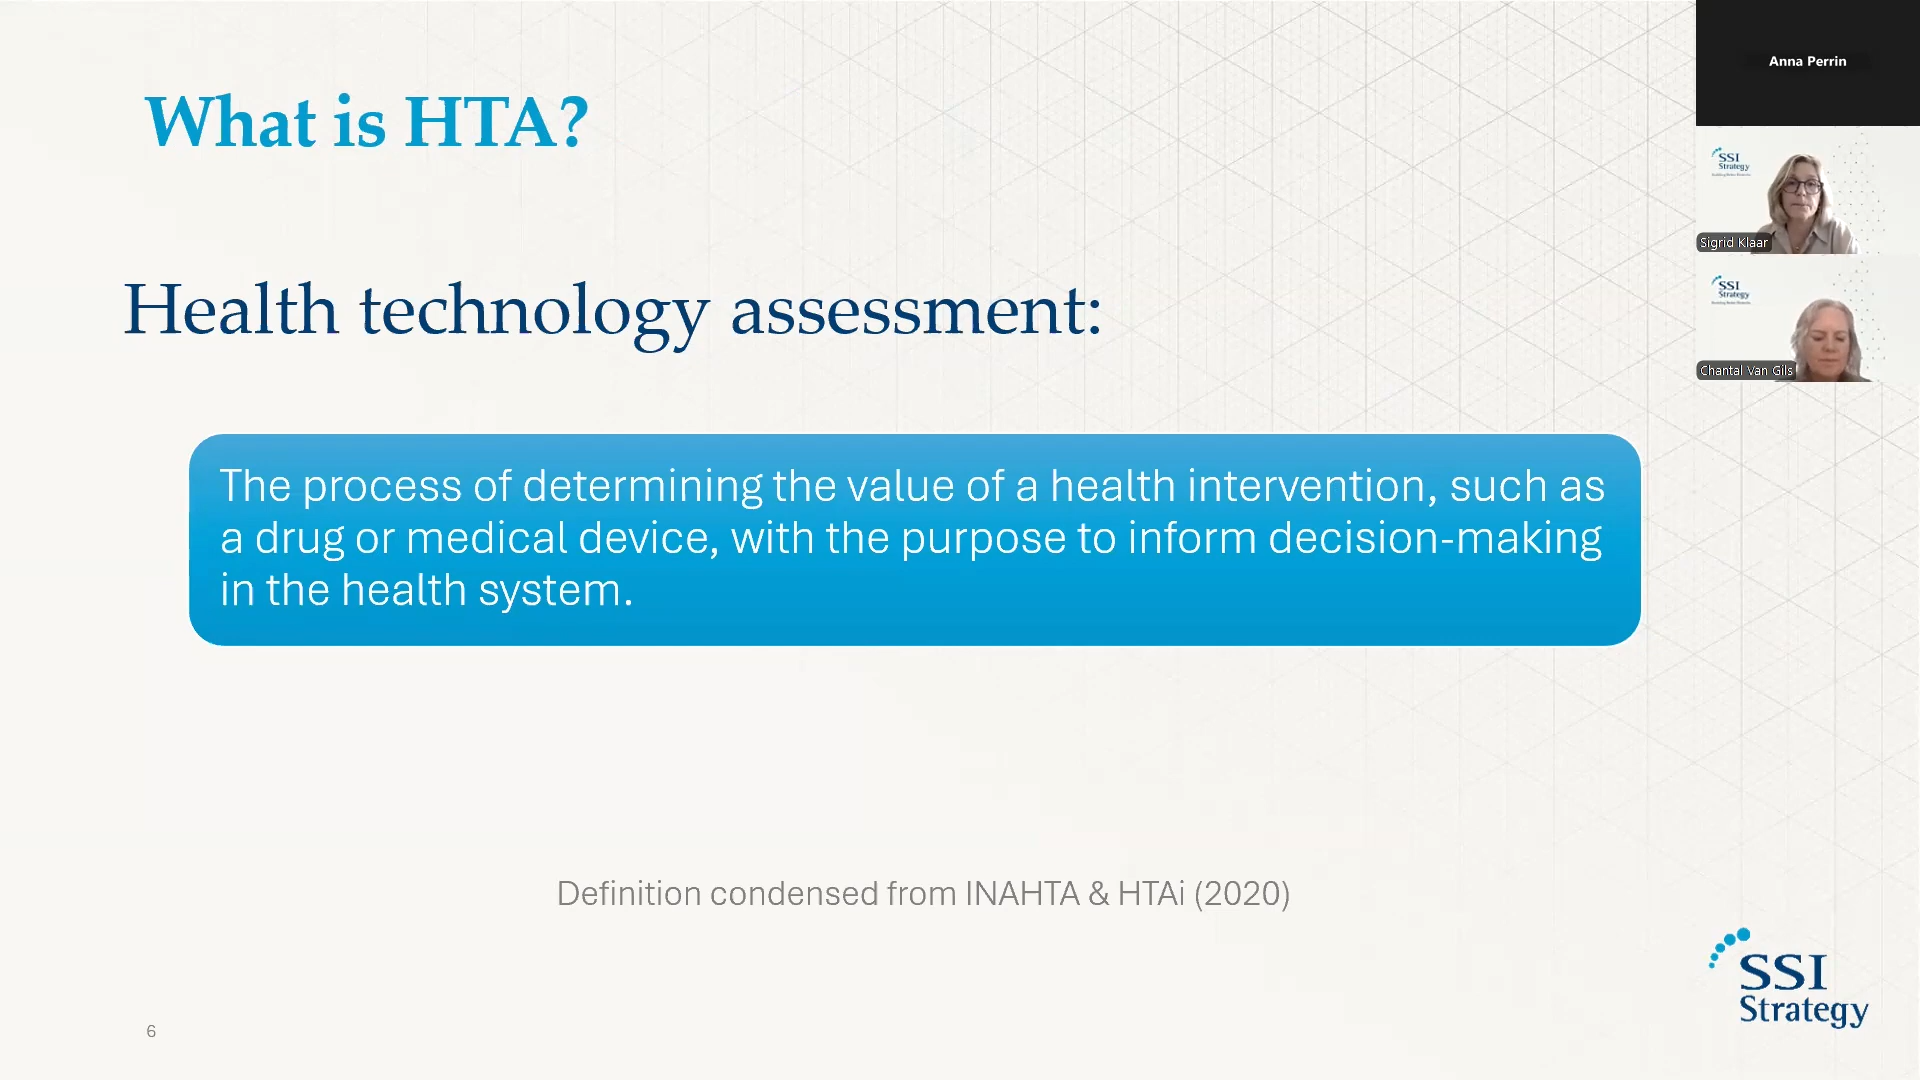 What is HTA?
Health technology assessment:
The process of determining the value of a health intervention, such as
a drug or medical device, with the purpose to inform decision-making
in the health system.
Definition condensed from INAHTA & HTAi (2020)
6
SSI
Strategy
Anna Perrin
SSI
Strategy
Sigrid Klaar
SSI
Strategy
Chantal Van Gils